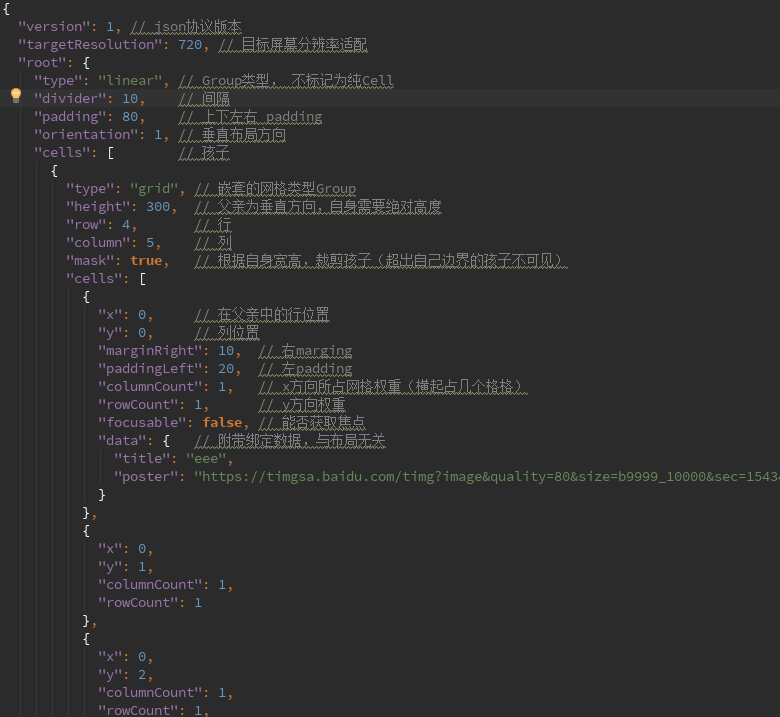 {
"version": 1, // json协议版本
"targetResolution": 720, // 目标屏幕分辨率适配
"root": {
"type": "linear", // Group类型， 不标记为纯Cell
"divider": 10, // 间隔
"padding": 80, // 上下左右 padding
"orientation": 1, // 垂直布局方向
"cells": [ // 孩子
{
"type": "grid", // 嵌套的网格类型Group
"height": 300, // 父亲为垂直方向，自身需要绝对高度
"row": 4, // 行
"column": 5, // 列
"mask": true, // 根据自身宽高，裁剪孩子（超出自己边界的孩子不可见）
"cells": [
{
"x": 0, // 在父亲中的行位置
"y": 0, // 列位置
"marginRight": 10, // 右marging
"paddingLeft": 20, // 左padding
"columnCount": 1, // x方向所占网格权重（横起占几个格格）
"rowCount": 1, // y方向权重
"focusable": false, // 能否获取焦点
"data": { // 附带绑定数据，与布局无关
"title": "eee",
"poster": "https://timgsa.baidu.com/timg?image&quality=80&size=b9999_10000&sec=1543
}
},
{
"x": 0,
"y": 1,
"columnCount": 1,
"rowCount": 1
},
{
"x": 0,
"y": 2,
"columnCount": 1,
"rowCount": 1,